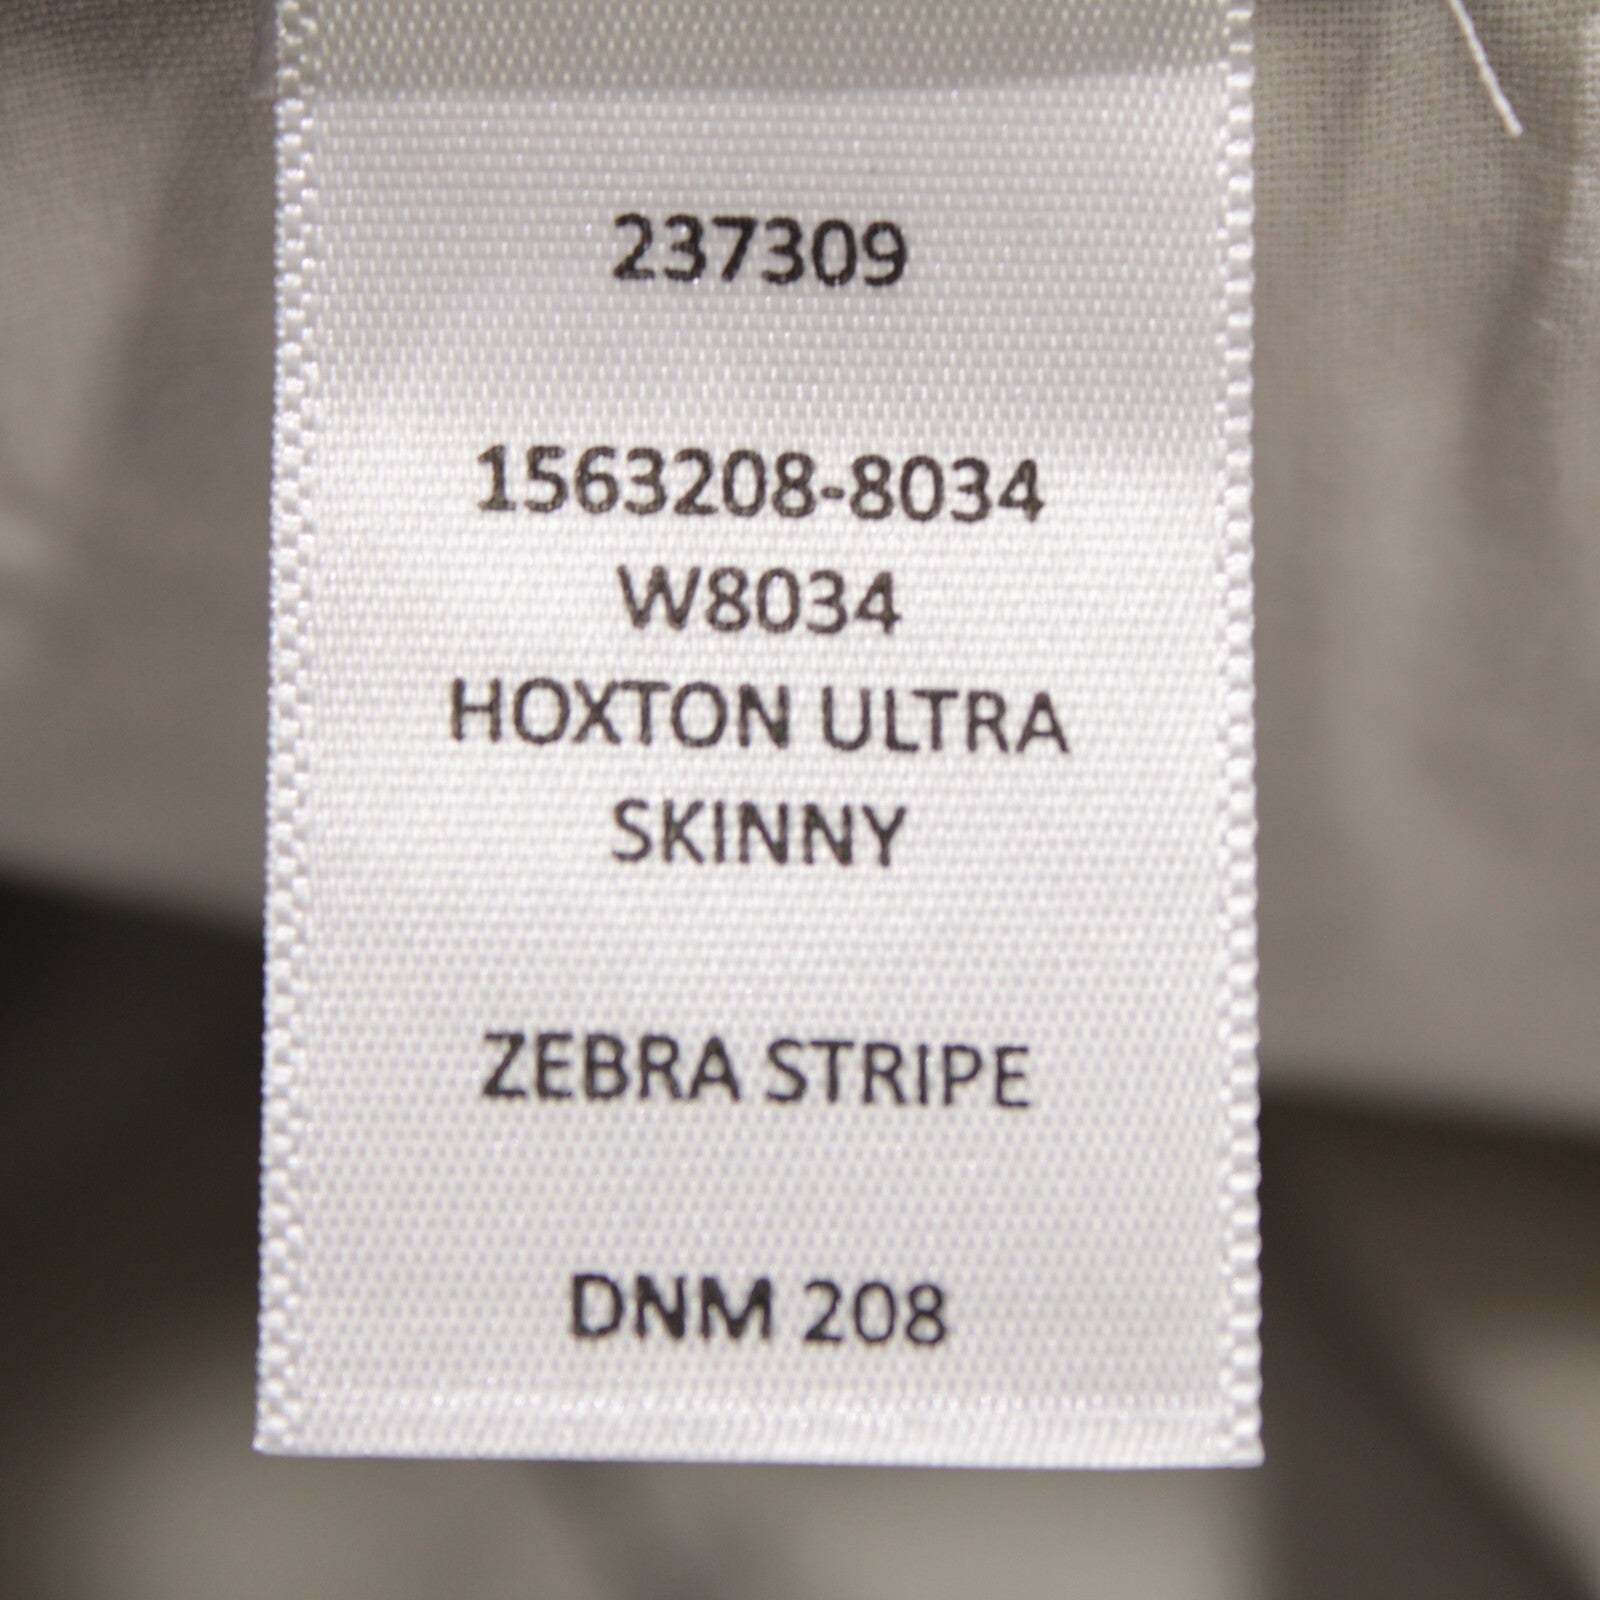 237309
1563208-8034
W8034
HOXTON ULTRA
SKINNY
ZEBRA STRIPE
DNM 208